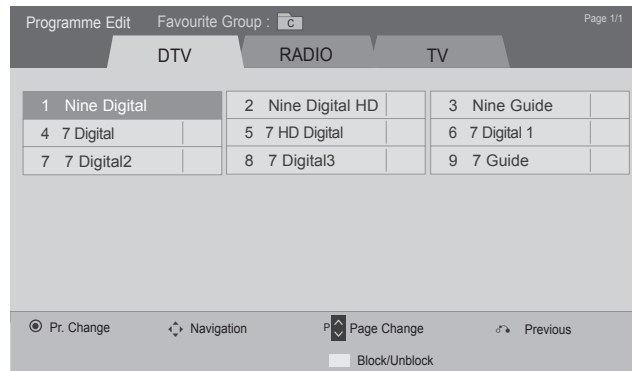 Programme Edit Favourite Group : C Page 1/1
DTV RADIO TV
1 Nine Digital 2 Nine Digital HD 3 Nine Guide
4 7 Digital 5 7 HD Digital 6 7 Digital 1
7 7 Digital2 8 7 Digital3 9 7 Guide
Pr. Change Navigation P Page Change Previous
Block/Unblock